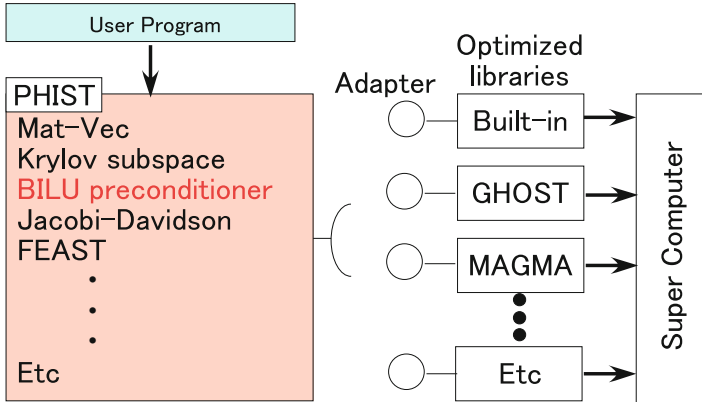 User Program
PHIST
Mat-Vec
Krylov subspace
BILU preconditioner
Jacobi-Davidson
FEAST
Etc
Adapter
Optimized
libraries
Built-in
GHOST
MAGMA
Etc
Super Computer